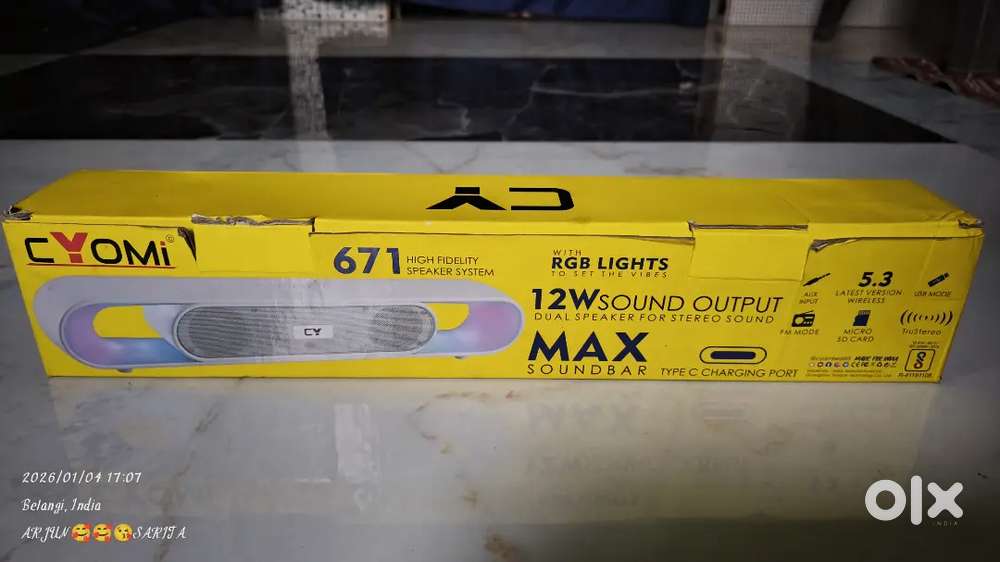 CY
CYOMi
671 HIGH FIDELITY
SPEAKER SYSTEM
WITH
RGB LIGHTS
TO SET THE VIBES
12W SOUND OUTPUT
DUAL SPEAKER FOR STEREO SOUND
MAX
SOUNDBAR
TYPE C CHARGING PORT
CY
AUX
INPUT
5.3
LATEST VERSION
WIRELESS
USB MODE
FM MODE
MICRO
SD CARD
TruStereo
2026/01/04 17:07
Belangi, India
ARJUN🥰🥰😘SARITA
olx
INDIA